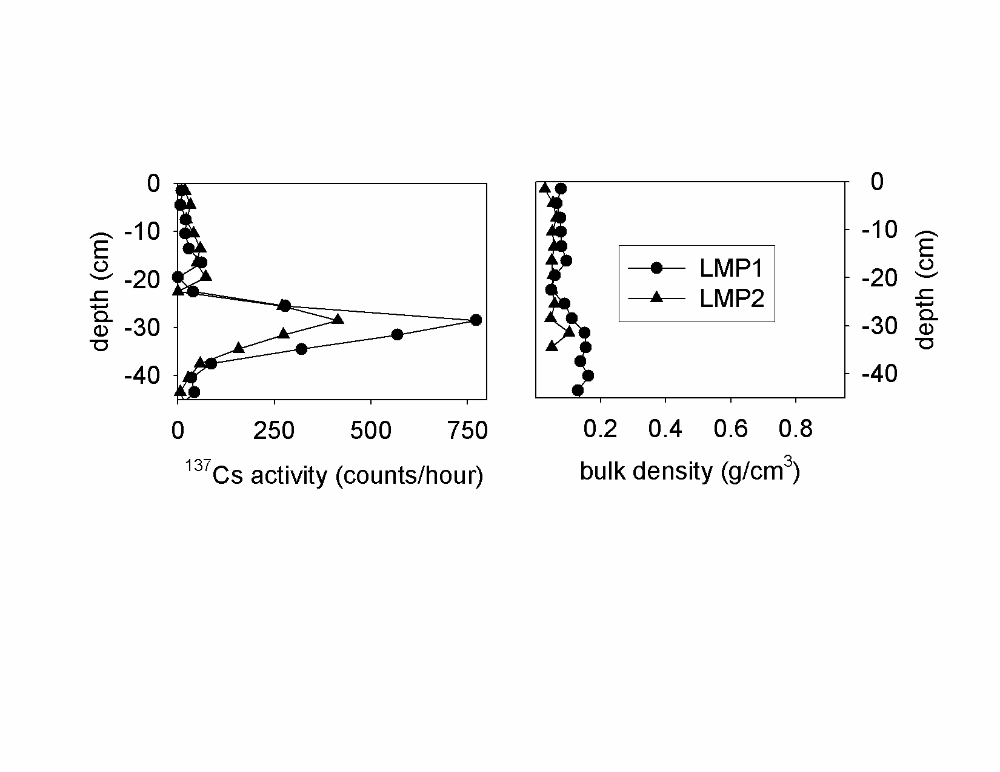 0
-10
-20
-30
-40
depth (cm)
0 250 500 750
¹³⁷Cs activity (counts/hour)
LMP1
LMP2
0
-10
-20
-30
-40
depth (cm)
0.2 0.4 0.6 0.8
bulk density (g/cm³)